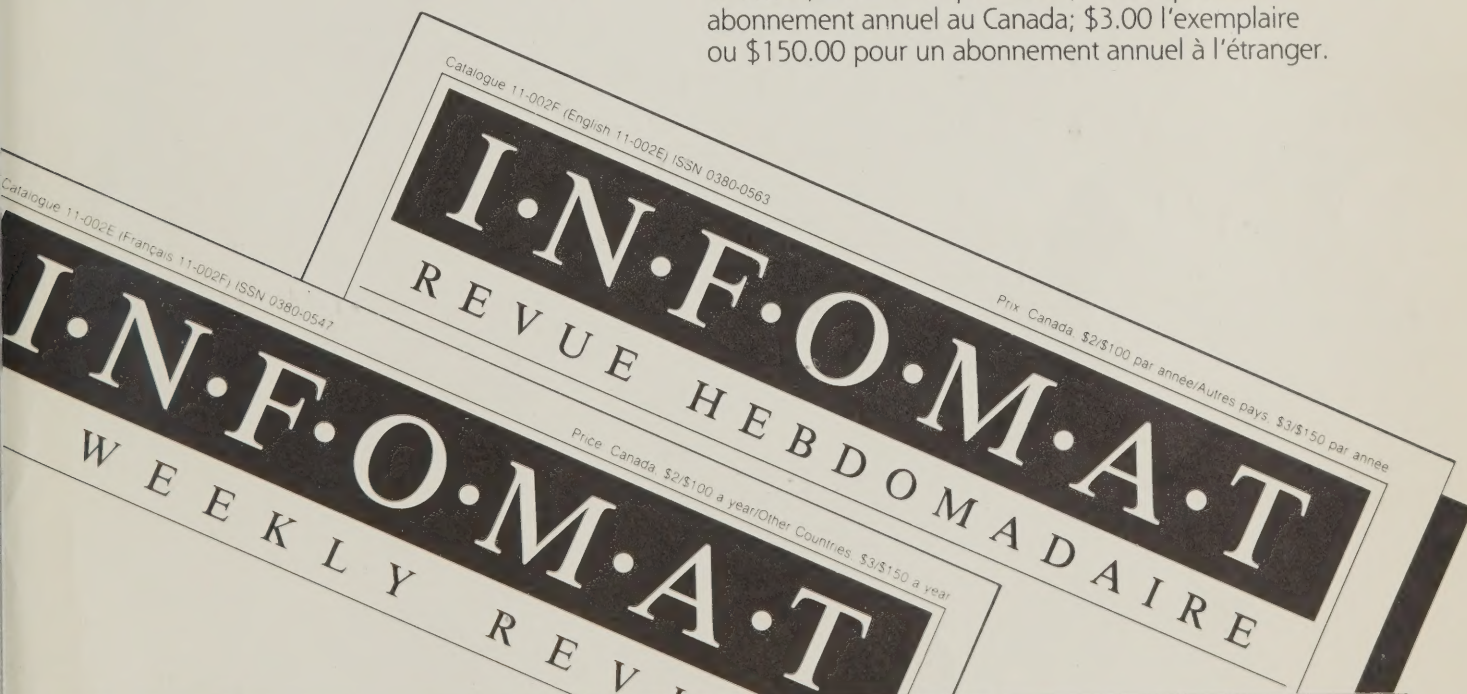 abonnement annuel au Canada; $3.00 l'exemplaire
ou $150.00 pour un abonnement annuel à l'étranger.
Catalogue 11-002F (English 11-002E) ISSN 0380-0563
I•N•F•O•M•A•T
REVUE HEBDOMADAIRE
Prix: Canada, $2/$100 par année/Autres pays, $3/$150 par année
Catalogue 11-002E (Français 11-002F) ISSN 0380-0547
I•N•F•O•M•A•T
WEEKLY REV
Price: Canada, $2/$100 a year/Other Countries, $3/$150 a year